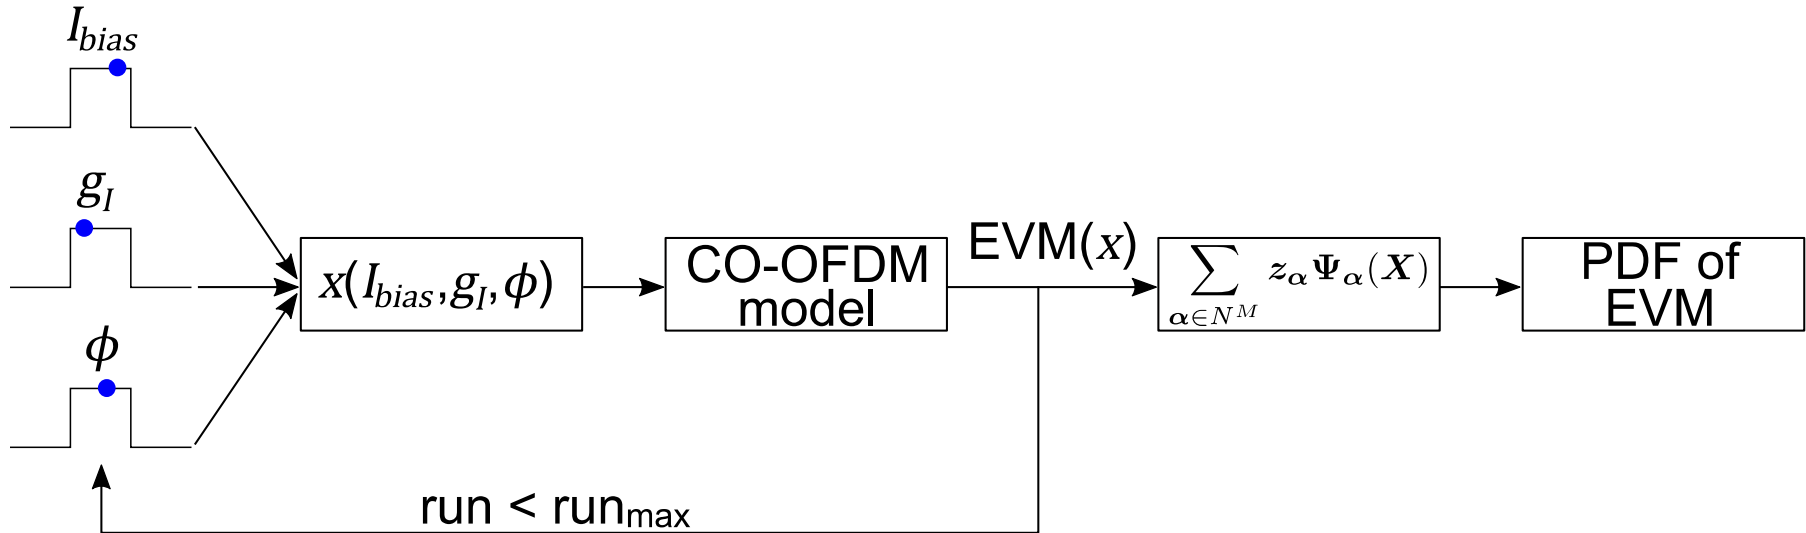 I_bias
g_I
ϕ
x(I_bias,g_I,ϕ)
CO-OFDM
model
EVM(x)
∑_{α∈N^M} z_α Ψ_α(X)
PDF of
EVM
run < run_max